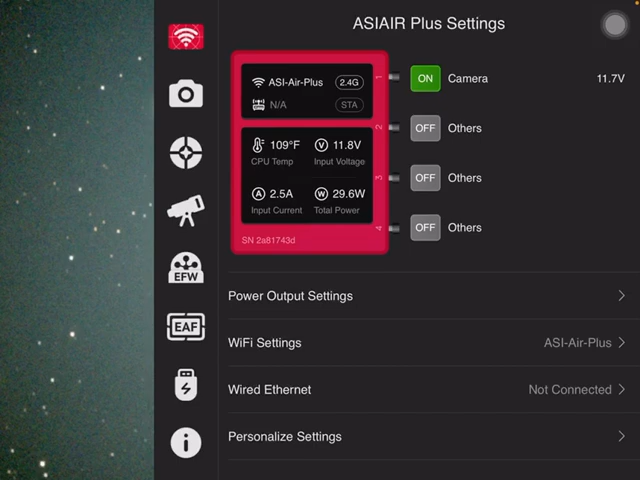 ASIAIR Plus Settings
ASI-Air-Plus 2.4G
N/A STA
109°F
CPU Temp
V 11.8V
Input Voltage
A 2.5A
Input Current
W 29.6W
Total Power
SN 2a81743d
1 ON Camera 11.7V
2 OFF Others
3 OFF Others
4 OFF Others
EFW
EAF
Power Output Settings
WiFi Settings ASI-Air-Plus
Wired Ethernet Not Connected
Personalize Settings